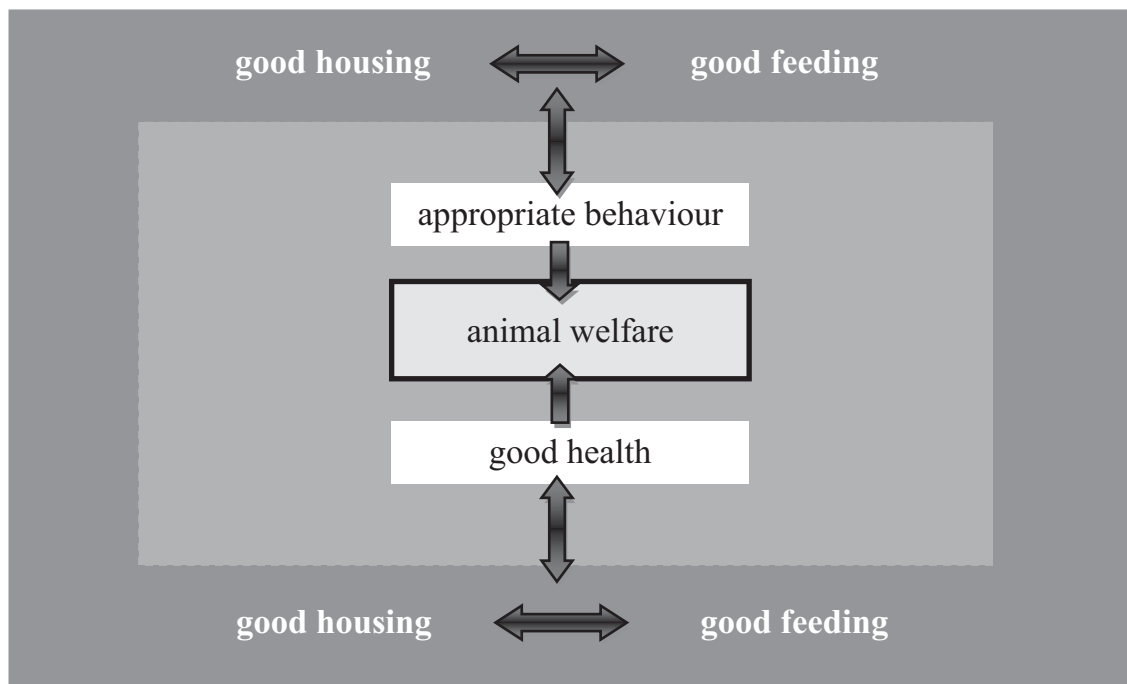 good housing good feeding
appropriate behaviour
animal welfare
good health
good housing good feeding